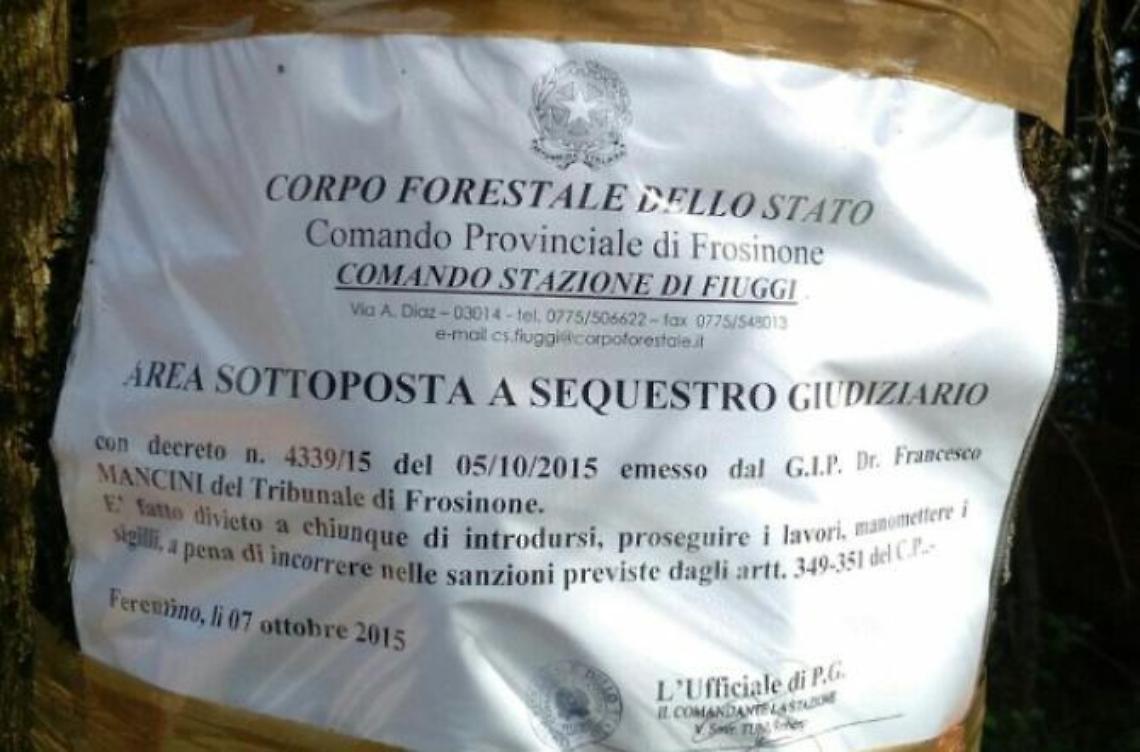 CORPO FORESTALE DELLO STATO
Comando Provinciale di Frosinone
COMANDO STAZIONE DI FIUGGI
Via A. Diaz – 03014 - tel. 0775/506622 – fax 0775/548013
e-mail cs.fiuggi@corpoforestale.it
AREA SOTTOPOSTA A SEQUESTRO GIUDIZIARIO
con decreto n. 4339/15 del 05/10/2015 emesso dal G.I.P. Dr. Francesco
MANCINI del Tribunale di Frosinone.
E' fatto divieto a chiunque di introdursi, proseguire i lavori, manomettere i
sigilli, a pena di incorrere nelle sanzioni previste dagli artt. 349-351 del C.P.-
Ferentino, lì 07 ottobre 2015
L'Ufficiale di P.G.
IL COMANDANTE LA STAZIONE